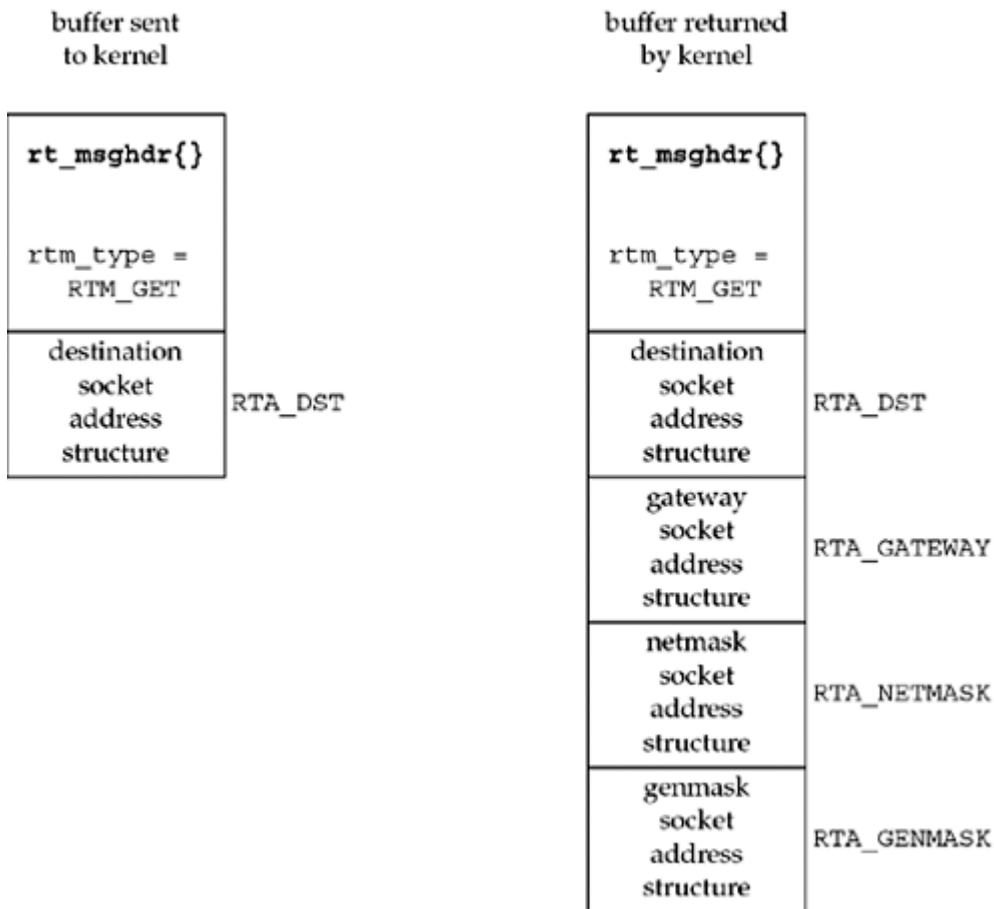 buffer sent
to kernel
rt_msghdr{}
rtm_type =
RTM_GET
destination
socket
address
structure
RTA_DST
buffer returned
by kernel
rt_msghdr{}
rtm_type =
RTM_GET
destination
socket
address
structure
RTA_DST
gateway
socket
address
structure
RTA_GATEWAY
netmask
socket
address
structure
RTA_NETMASK
genmask
socket
address
structure
RTA_GENMASK